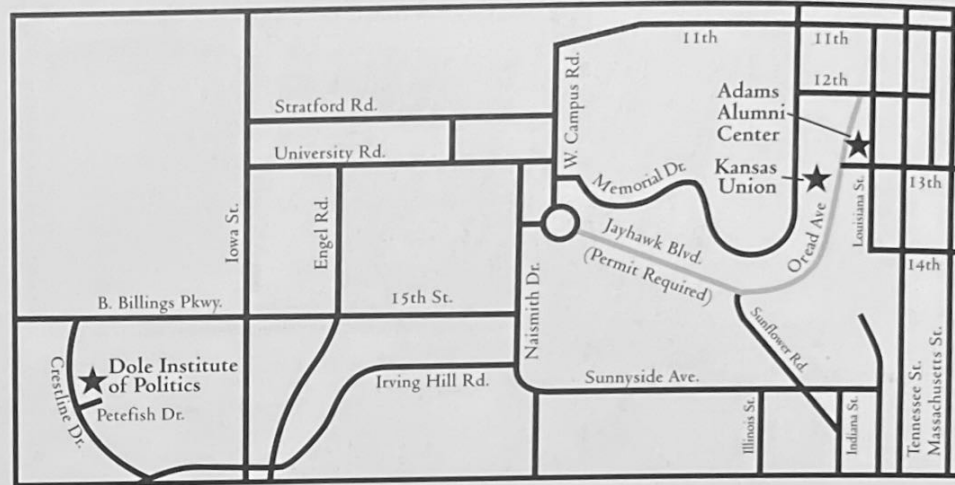 11th
11th
12th
Adams
Alumni
Center
Kansas
Union
Stratford Rd.
University Rd.
W. Campus Rd.
Memorial Dr.
13th
Louisiana St.
Oread Ave
Iowa St.
Engel Rd.
Jayhawk Blvd.
(Permit Required)
14th
B. Billings Pkwy.
15th St.
Naismith Dr.
Sunflower Rd.
Dole Institute
of Politics
Crestline Dr.
Petefish Dr.
Irving Hill Rd.
Sunnyside Ave.
Illinois St.
Indiana St.
Tennessee St.
Massachusetts St.